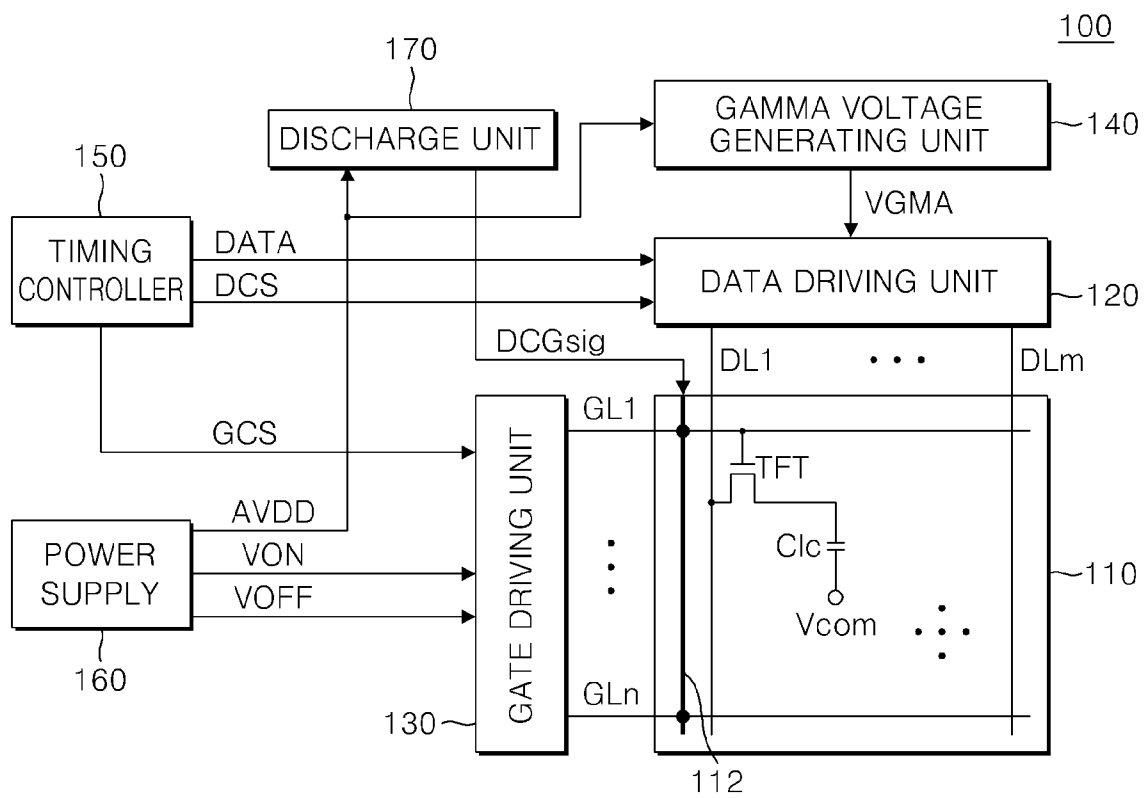 100
170
DISCHARGE UNIT
GAMMA VOLTAGE
GENERATING UNIT
140
150
VGMA
TIMING
CONTROLLER
DATA
DCS
DATA DRIVING UNIT
120
DCGsig
DL1
DLm
GCS
GL1
TFT
AVDD
VON
VOFF
POWER
SUPPLY
160
GATE DRIVING UNIT
Clc
Vcom
110
GLn
130
112